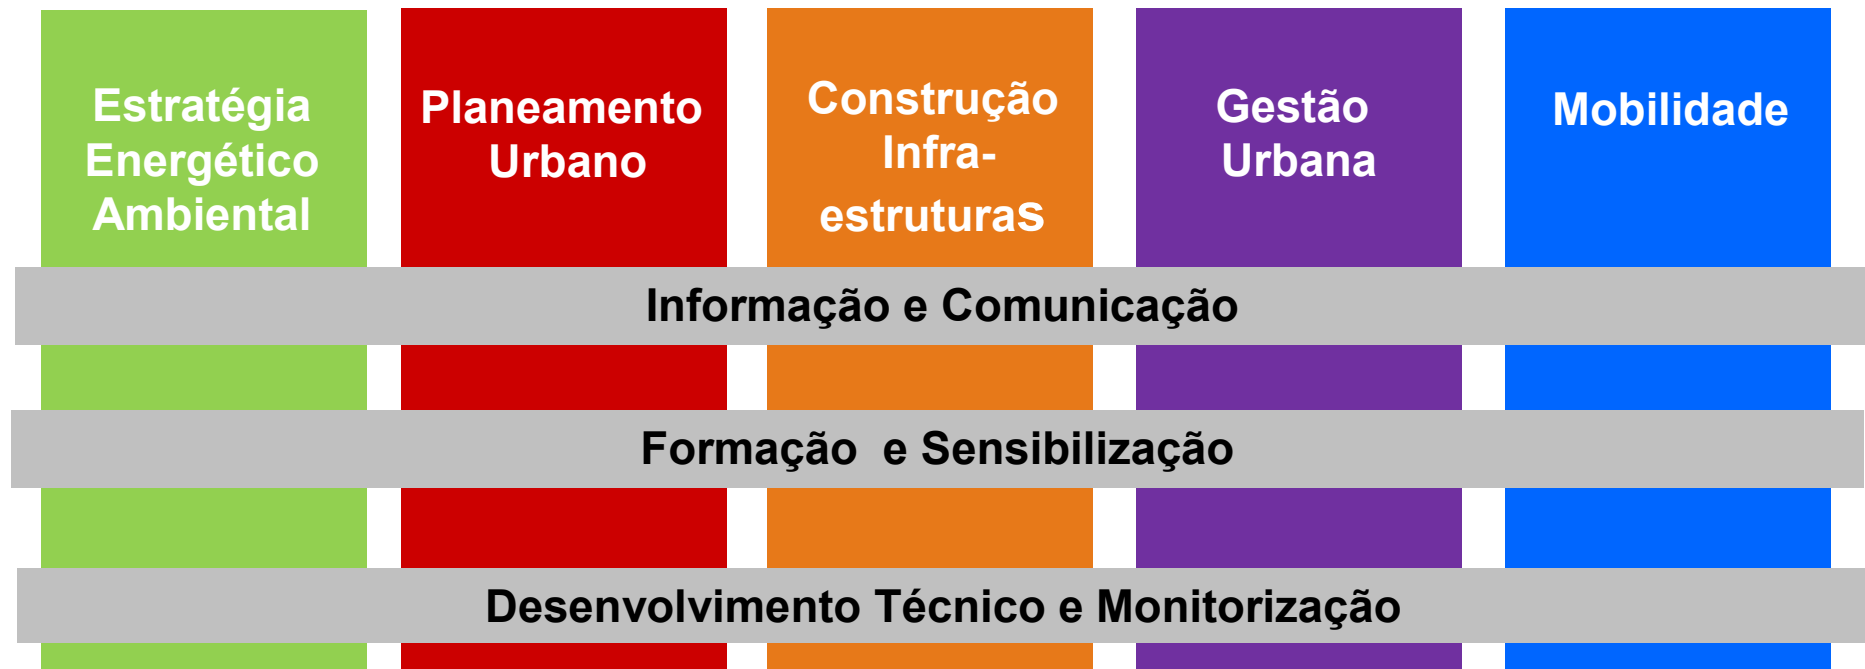 Estratégia
Energético
Ambiental
Planeamento
Urbano
Construção
Infra-
estruturas
Gestão
Urbana
Mobilidade
Informação e Comunicação
Formação e Sensibilização
Desenvolvimento Técnico e Monitorização